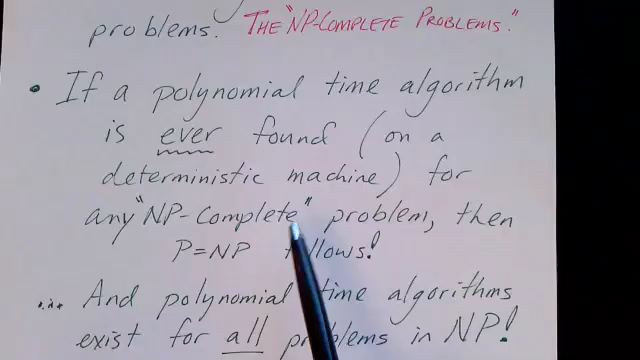 problems. THE "NP-COMPLETE PROBLEMS."
• If a polynomial time algorithm
is ever found (on a
deterministic machine) for
any "NP-Complete" problem, then
P=NP follows!
∴ And polynomial time algorithms
exist for all problems in NP!